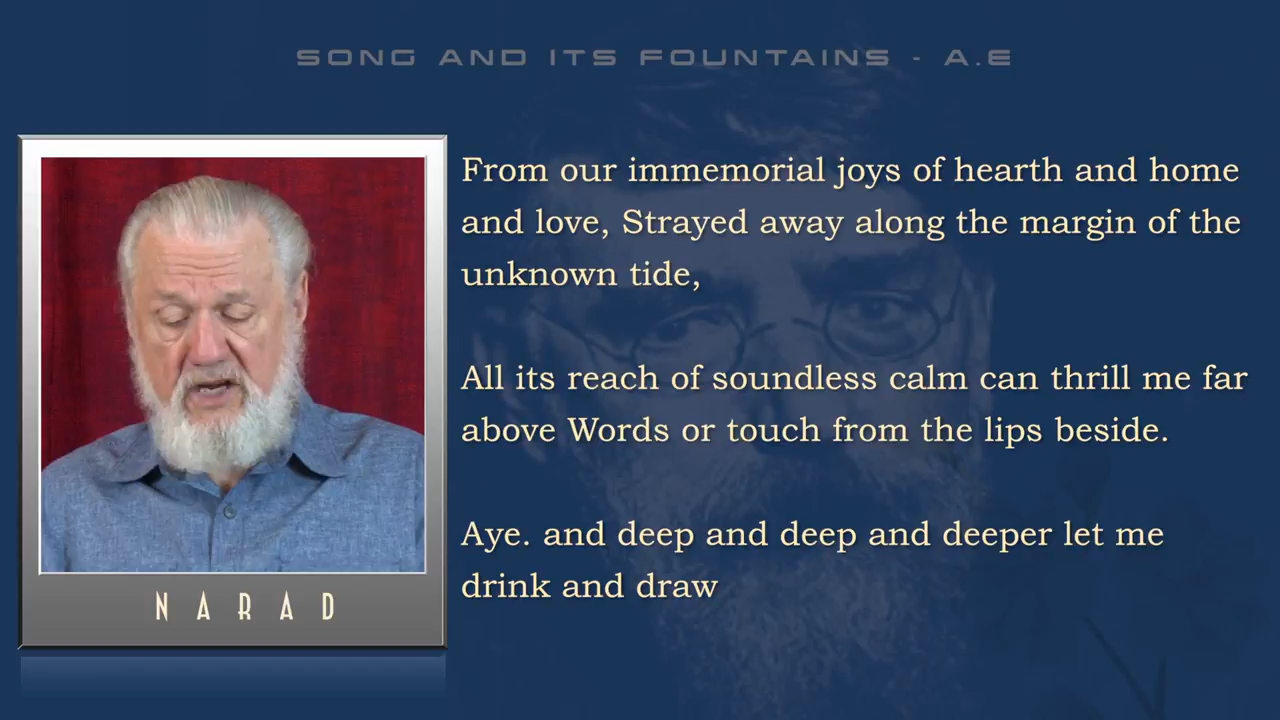 SONG AND ITS FOUNTAINS - A.E
From our immemorial joys of hearth and home
and love, Strayed away along the margin of the
unknown tide,
All its reach of soundless calm can thrill me far
above Words or touch from the lips beside.
Aye. and deep and deep and deeper let me
drink and draw
NARAD